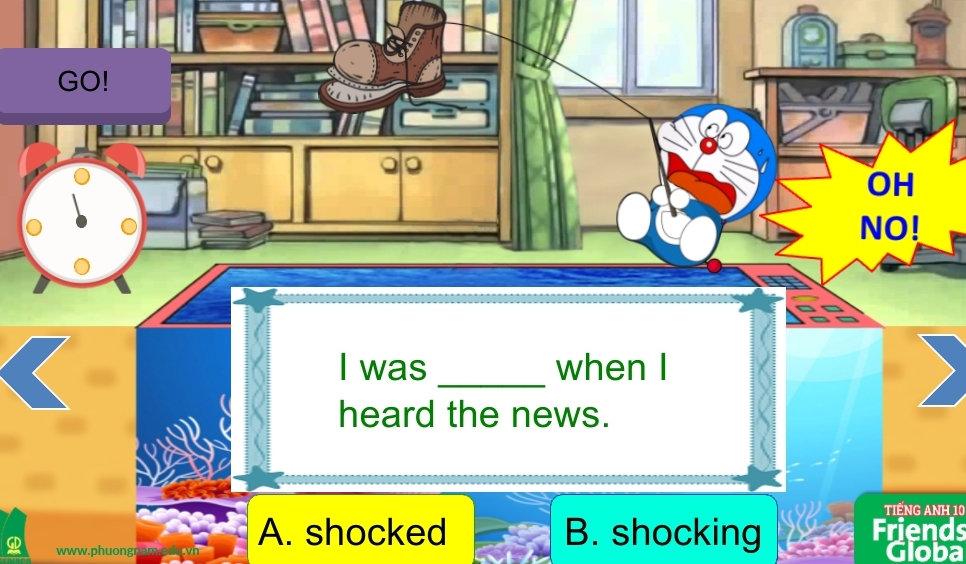 GO!
OH
NO!
I was _____ when I
heard the news.
A. shocked
B. shocking
www.phuongnam.edu.vn
TIẾNG ANH 10
Friends
Global